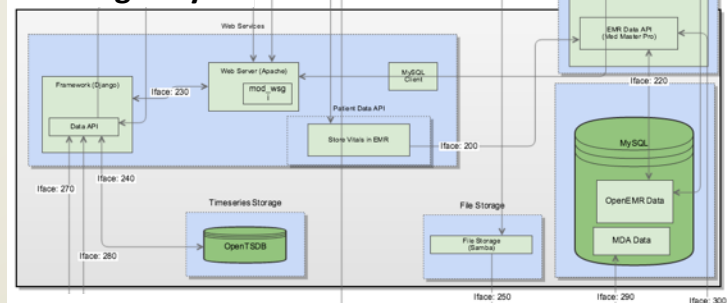 Web Services
EMR Data API
(Med Master Pro)
Web Server (Apache)
mod_wsg
i
MySQL
Client
Framework (Django)
Iface: 230
Iface: 220
Data API
Patient Data API
Store Vitals in EMR
Iface: 200
MySQL
Iface: 240
Iface: 270
OpenEMR Data
Timeseries Storage
File Storage
OpenTSDB
File Storage
(Samba)
MDA Data
Iface: 280
Iface: 250
Iface: 290